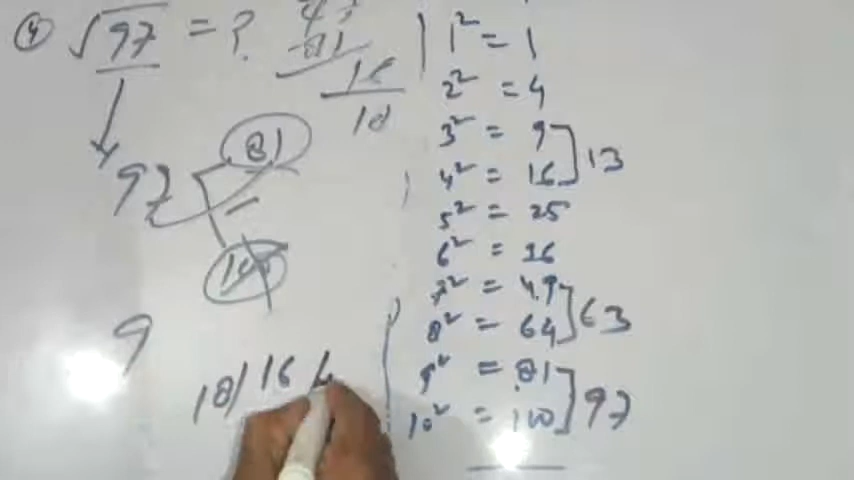 4 √97 = ?
81
16
18
97
81
100
9
18/16
1² = 1
2² = 4
3² = 9
4² = 16
13
5² = 25
6² = 36
7² = 49
8² = 64
63
9² = 81
10² = 100
97